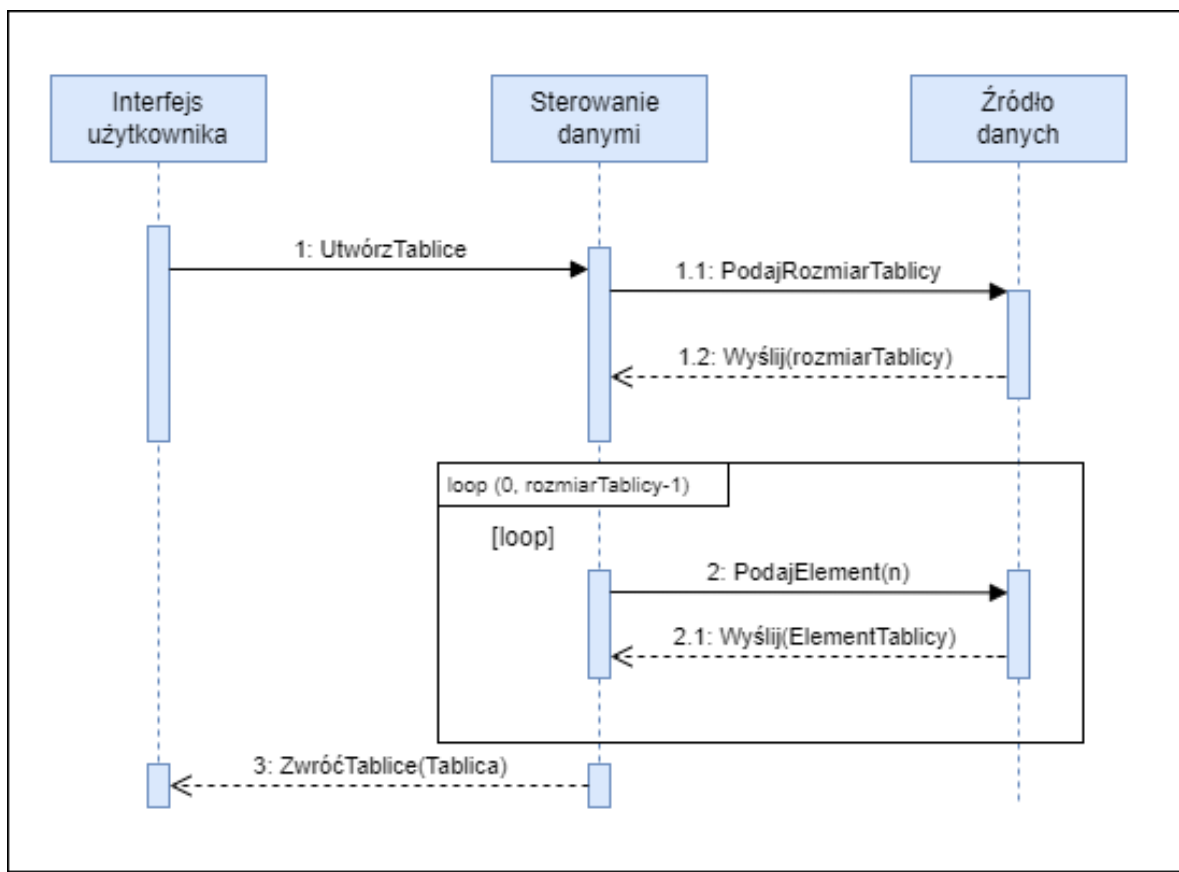 Interfejs
użytkownika
Sterowanie
danymi
Źródło
danych
1: UtwórzTablice
1.1: PodajRozmiarTablicy
1.2: Wyślij(rozmiarTablicy)
loop (0, rozmiarTablicy-1)
[loop]
2: PodajElement(n)
2.1: Wyślij(ElementTablicy)
3: ZwróćTablice(Tablica)